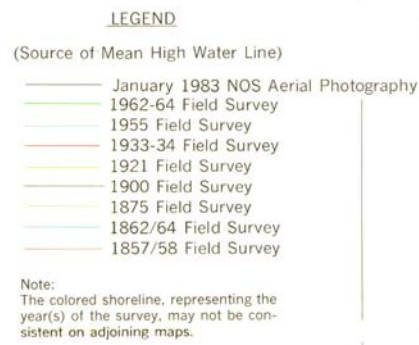 LEGEND
(Source of Mean High Water Line)
January 1983 NOS Aerial Photography
1962-64 Field Survey
1955 Field Survey
1933-34 Field Survey
1921 Field Survey
1900 Field Survey
1875 Field Survey
1862/64 Field Survey
1857/58 Field Survey
Note:
The colored shoreline, representing the
year(s) of the survey, may not be con-
sistent on adjoining maps.